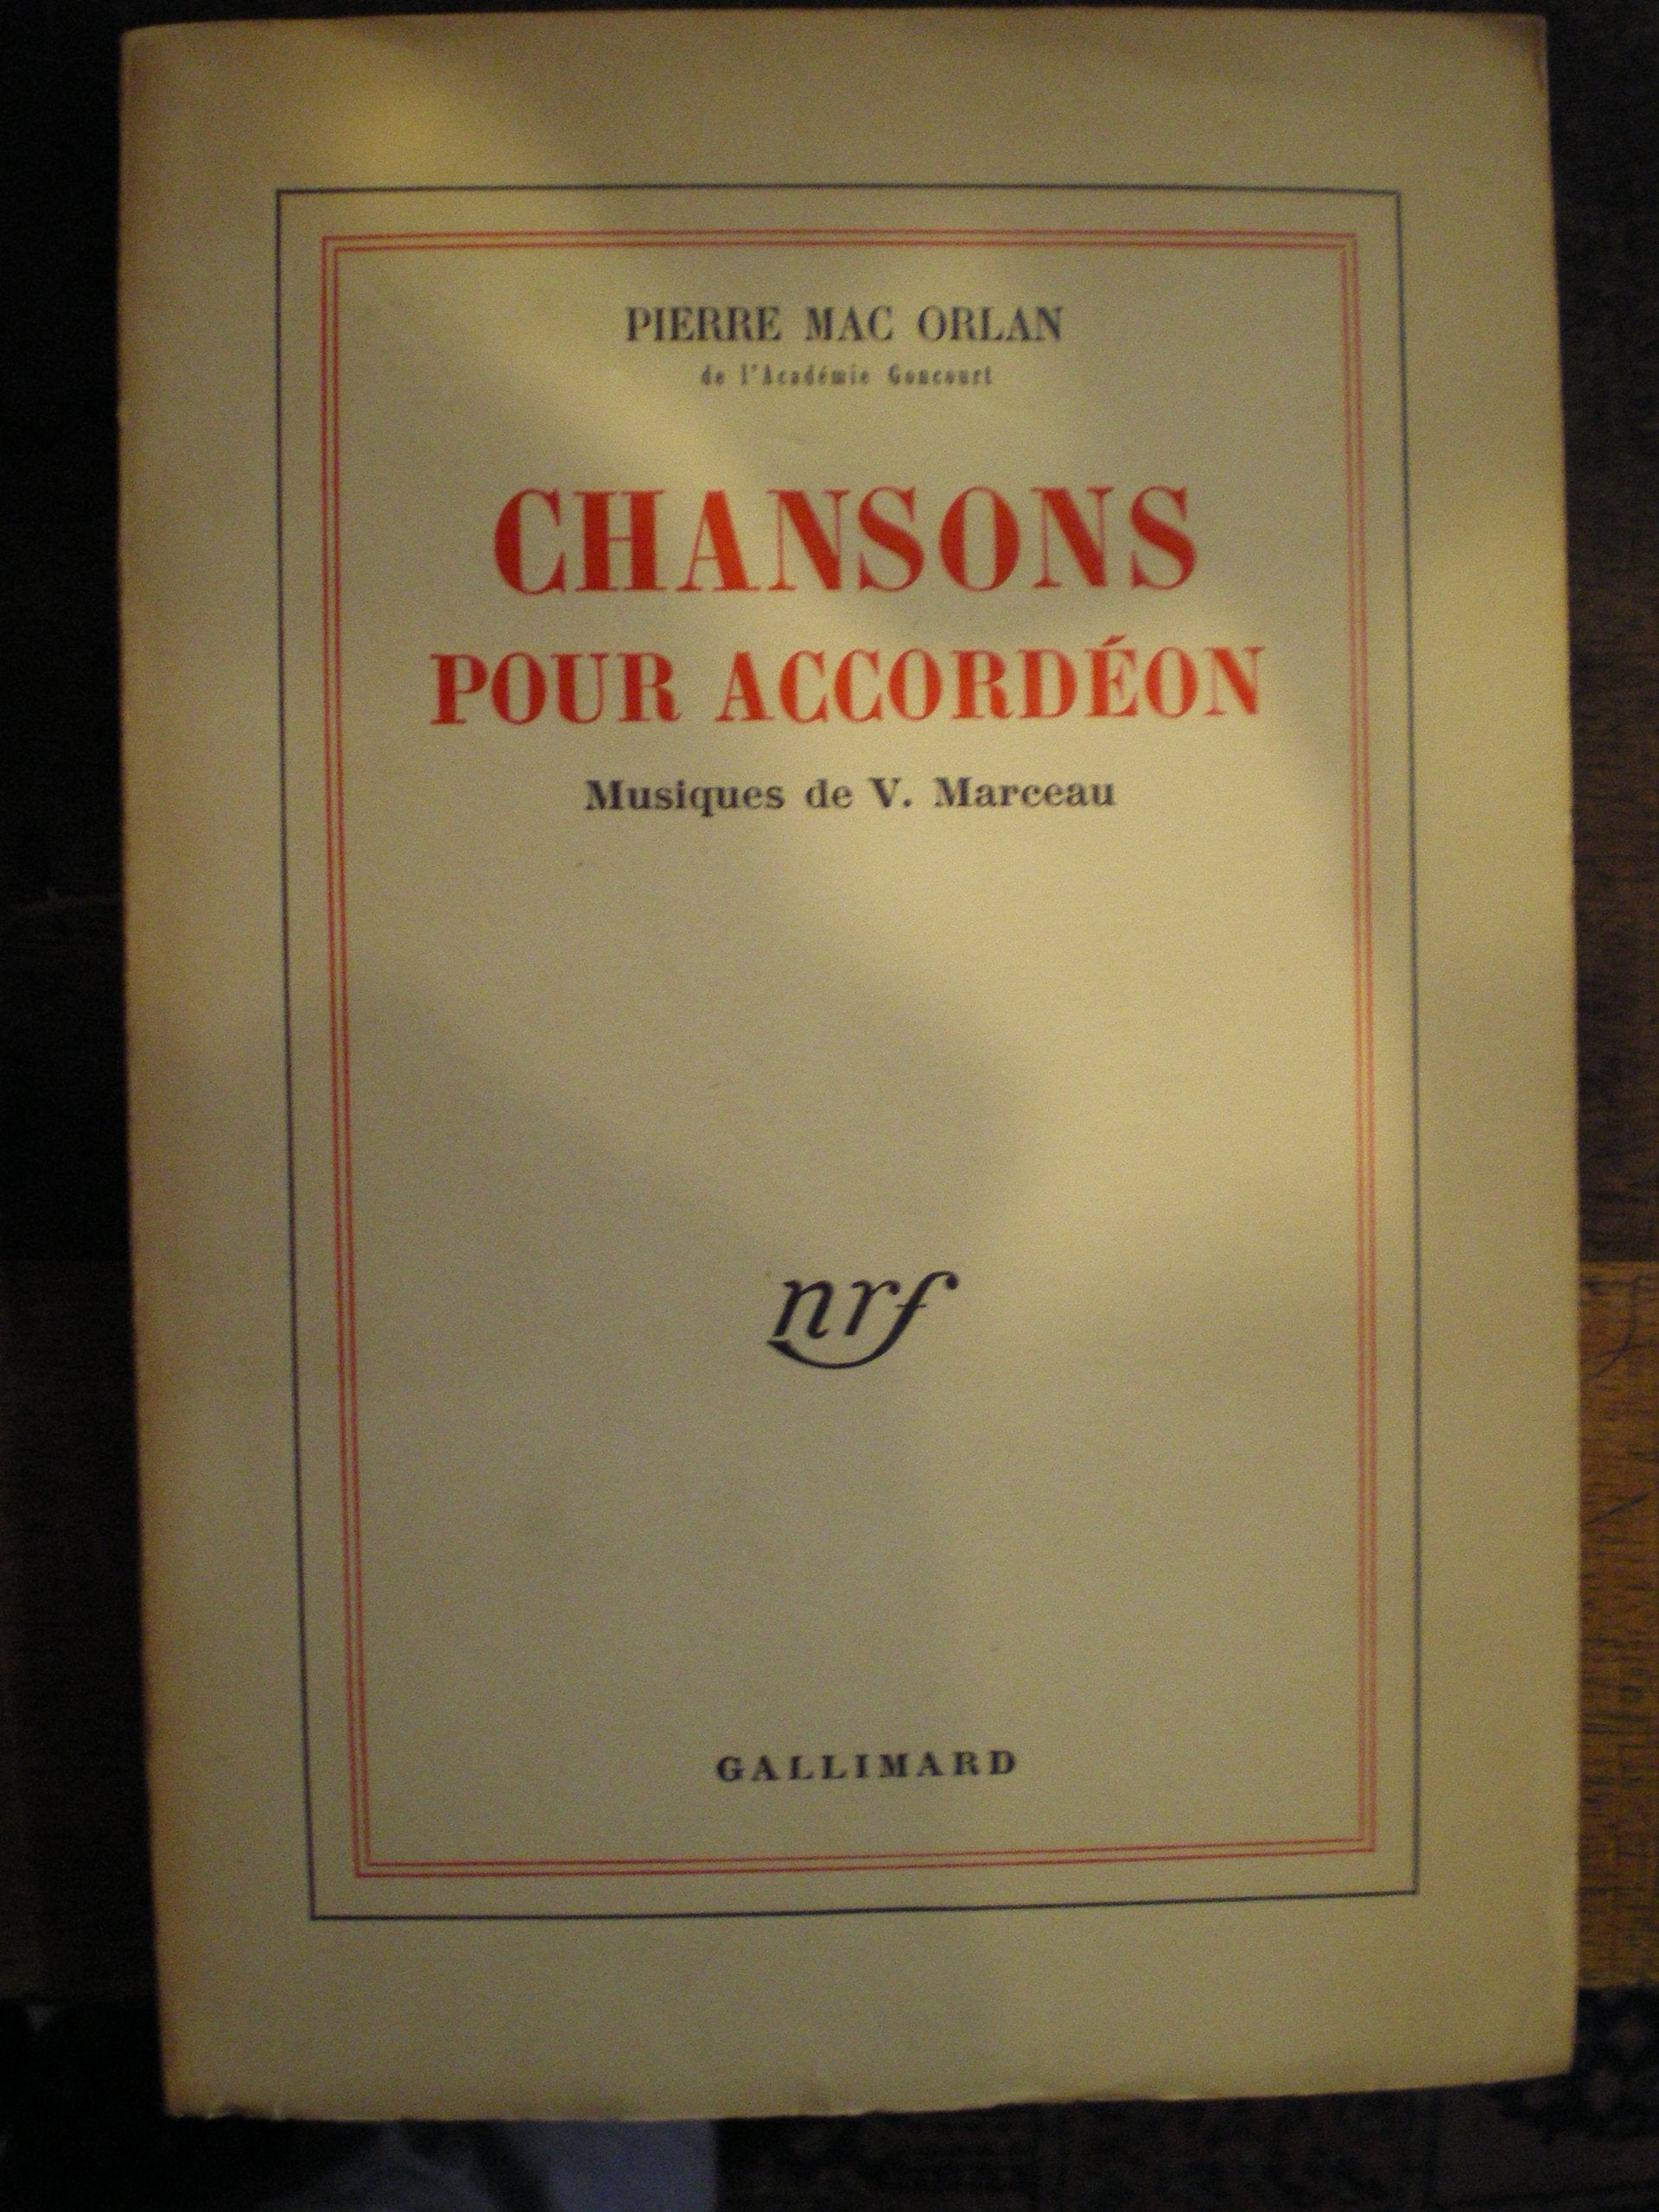 PIERRE MAC ORLAN
de l'Académie Goncourt
CHANSONS
POUR ACCORDÉON
Musiques de V. Marceau
nrf
GALLIMARD